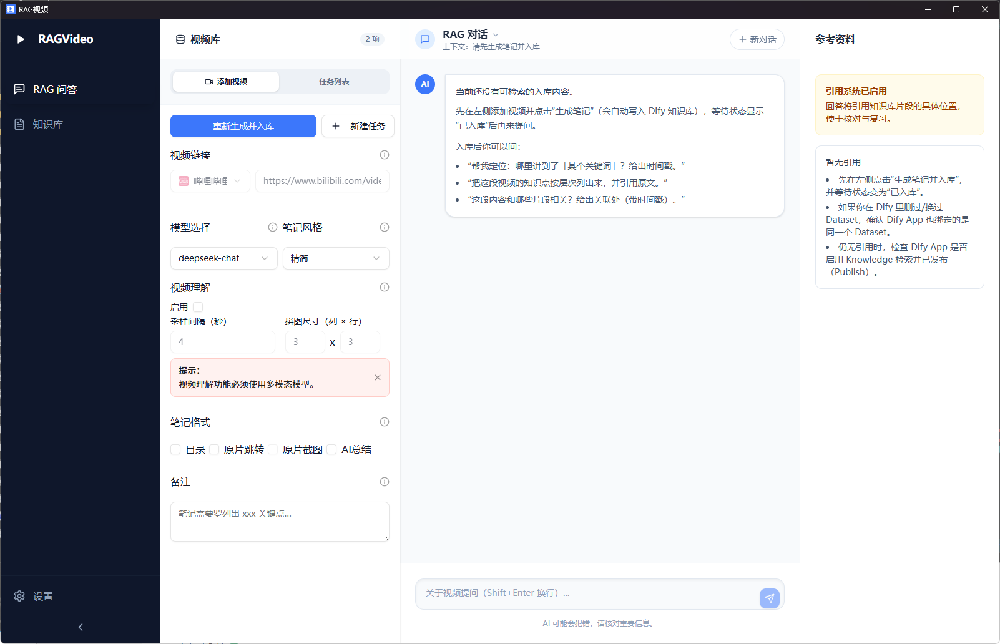 RAG视频
RAGVideo
RAG 问答
知识库
设置
视频库
2 项
添加视频
任务列表
重新生成并入库
新建任务
视频链接
哔哩哔哩
https://www.bilibili.com/vide
模型选择
笔记风格
deepseek-chat
精简
视频理解
启用
采样间隔（秒）
拼图尺寸（列 × 行）
4
3
x
3
提示：
视频理解功能必须使用多模态模型。
笔记格式
目录 原片跳转 原片截图 AI总结
备注
笔记需要罗列出 xxx 关键点...
RAG 对话
上下文：请先生成笔记并入库
新对话
AI
当前还没有可检索的入库内容。
先在左侧添加视频并点击“生成笔记”（会自动写入 Dify 知识库），等待状态显示
“已入库”后再来提问。
入库后你可以问：
• “帮我定位：哪里讲到了「某个关键词」？给出时间戳。”
• “把这段视频的知识点按层次列出来，并引用原文。”
• “这段内容和哪些片段相关？给出关联处（带时间戳）。”
关于视频提问（Shift+Enter 换行）...
AI 可能会犯错，请核对重要信息。
参考资料
引用系统已启用
回答将引用知识库片段的具体位置，
便于核对与复习。
暂无引用
• 先在左侧点击“生成笔记并入库”，
并等待状态变为“已入库”。
• 如果你在 Dify 里删过/换过
Dataset，确认 Dify App 也绑定的是
同一个 Dataset。
• 仍无引用时，检查 Dify App 是否
启用 Knowledge 检索并已发布
（Publish）。